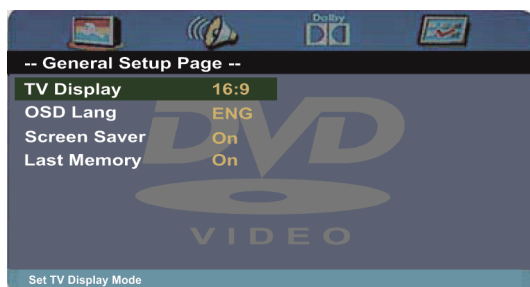 Dolby
-- General Setup Page --
TV Display 16:9
OSD Lang ENG
Screen Saver On
Last Memory On
DVD
VIDEO
Set TV Display Mode